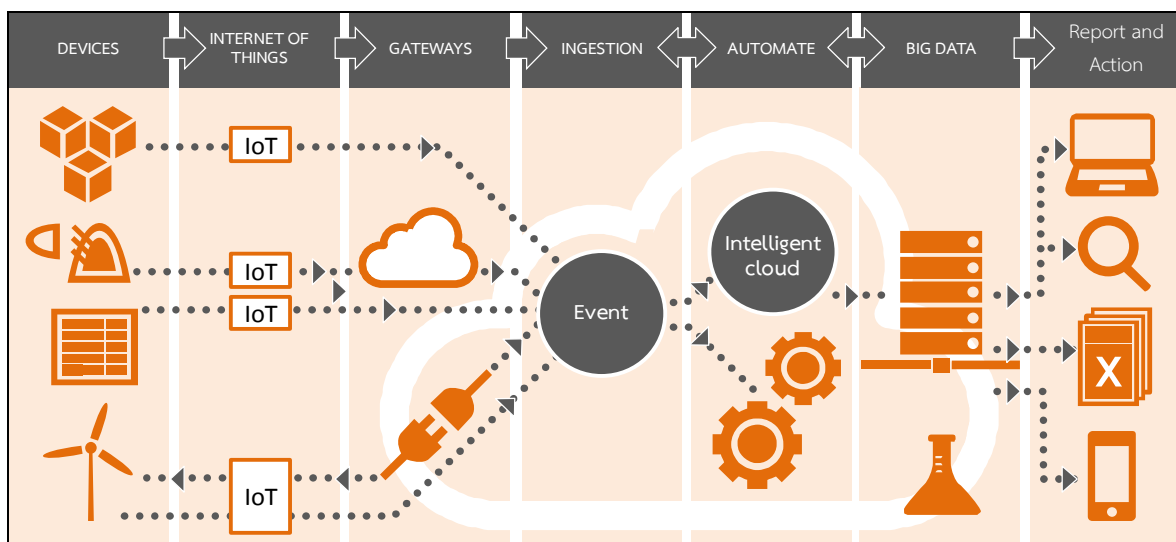 DEVICES
INTERNET OF
THINGS
GATEWAYS
INGESTION
AUTOMATE
BIG DATA
Report and
Action
IoT
IoT
IoT
IoT
Event
Intelligent
cloud
X